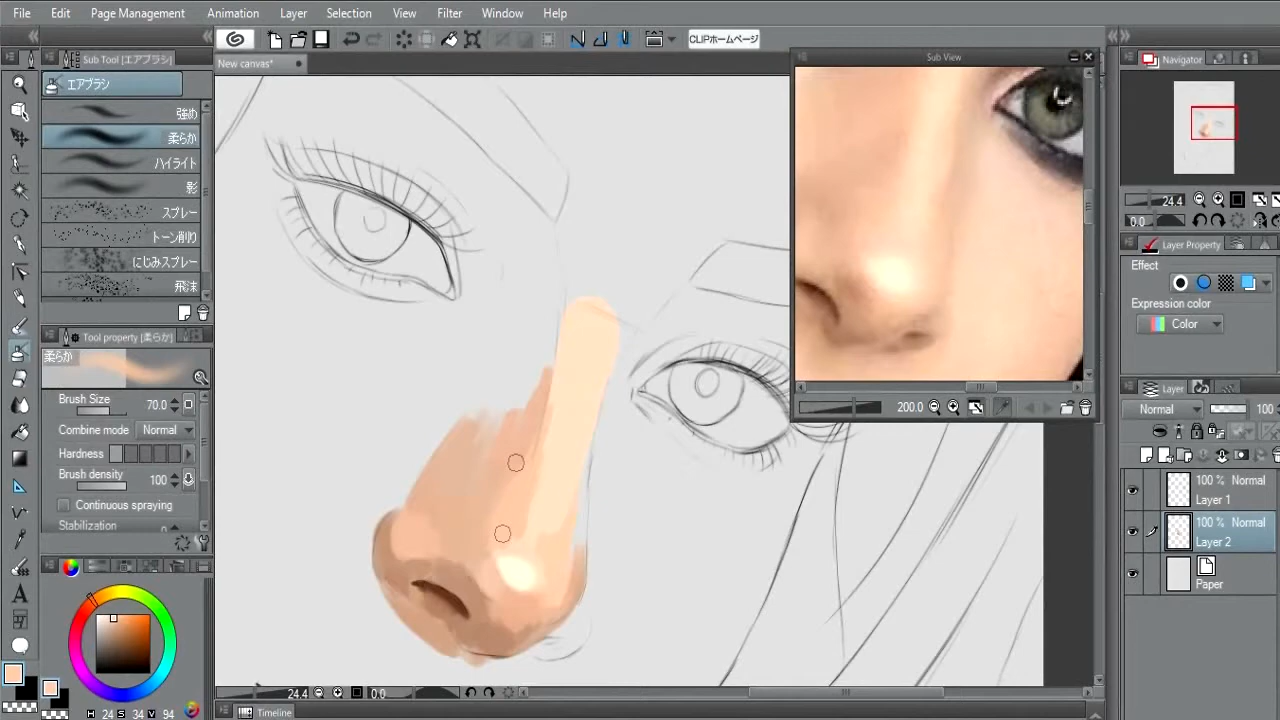 File Edit Page Management Animation Layer Selection View Filter Window Help
CLIPホームページ
Sub Tool [エアブラシ]
エアブラシ
強め
柔らか
ハイライト
影
スプレー
トーン削り
にじみスプレー
飛沫
Tool property [柔らか]
柔らか
Brush Size 70.0
Combine mode Normal
Hardness
Brush density 100
Continuous spraying
Stabilization 0
H 24 S 34 V 94
New canvas*
24.4 0.0
Timeline
Sub View
200.0
Navigator
24.4
0.0
Layer Property
Effect
Expression color
Color
Layer
Normal 100
100 % Normal
Layer 1
100 % Normal
Layer 2
Paper